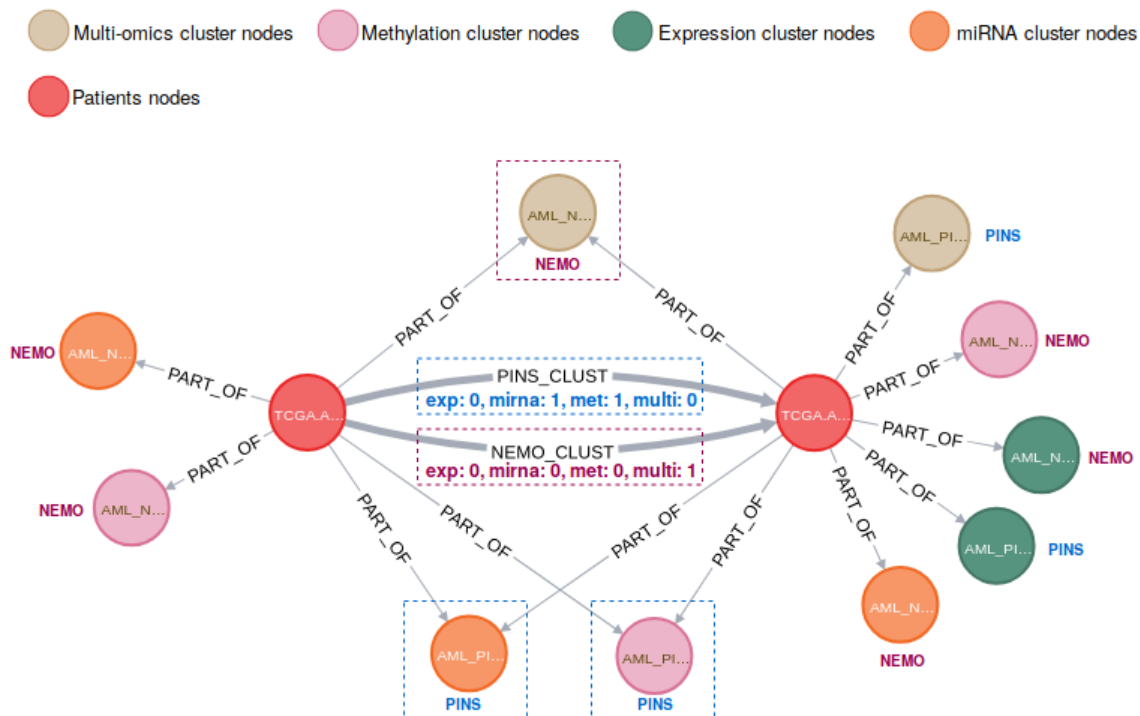 Multi-omics cluster nodes
Methylation cluster nodes
Expression cluster nodes
miRNA cluster nodes
Patients nodes
AML_N...
NEMO
AML_PI...
PINS
PART_OF
PART_OF
PART_OF
NEMO
AML_N...
PART_OF
AML_N...
NEMO
PART_OF
PINS_CLUST
exp: 0, mirna: 1, met: 1, multi: 0
TCGA.A...
TCGA.A...
NEMO_CLUST
exp: 0, mirna: 0, met: 0, multi: 1
PART_OF
AML_N...
NEMO
PART_OF
NEMO
AML_N...
PART_OF
PART_OF
PART_OF
PART_OF
PART_OF
PART_OF
AML_PI...
PINS
AML_N...
NEMO
AML_PI...
PINS
AML_PI...
PINS